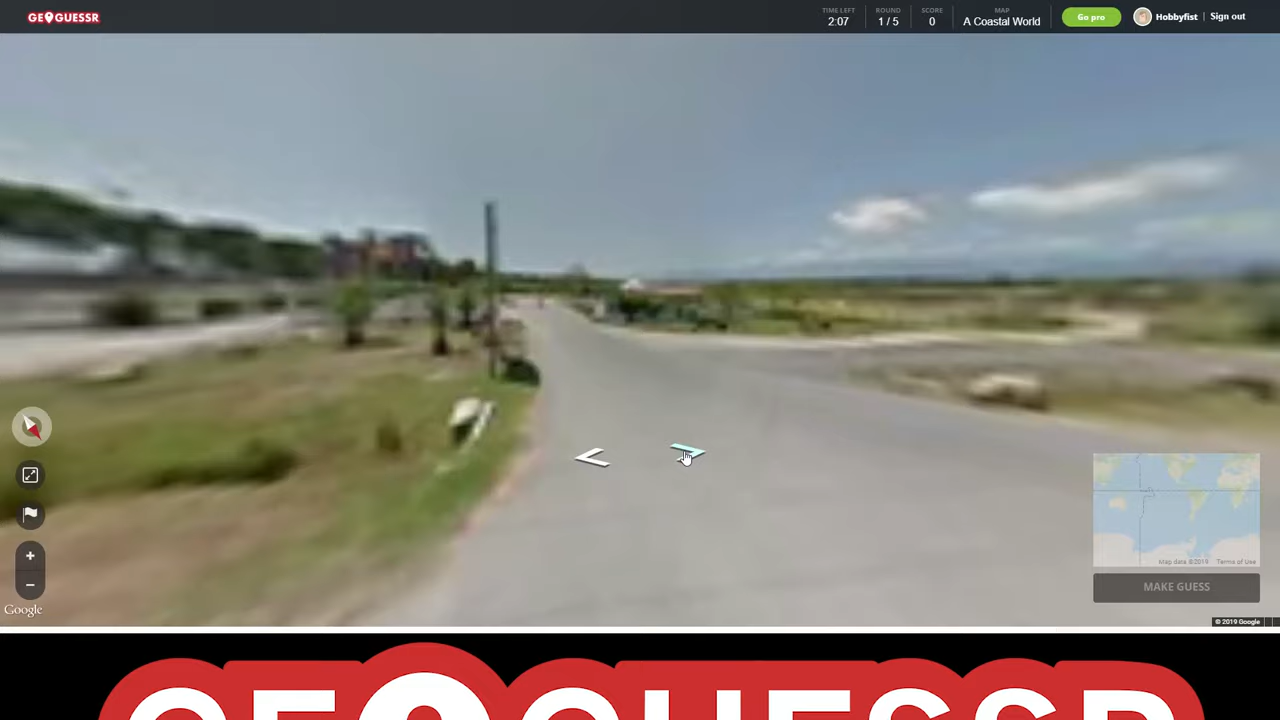 GEOGUESSR
TIME LEFT
2:07
ROUND
1 / 5
SCORE
0
MAP
A Coastal World
Go pro
Hobbyfist
Sign out
+
−
Google
Map data ©2019 Terms of Use
MAKE GUESS
© 2019 Google
GEOGUESSR